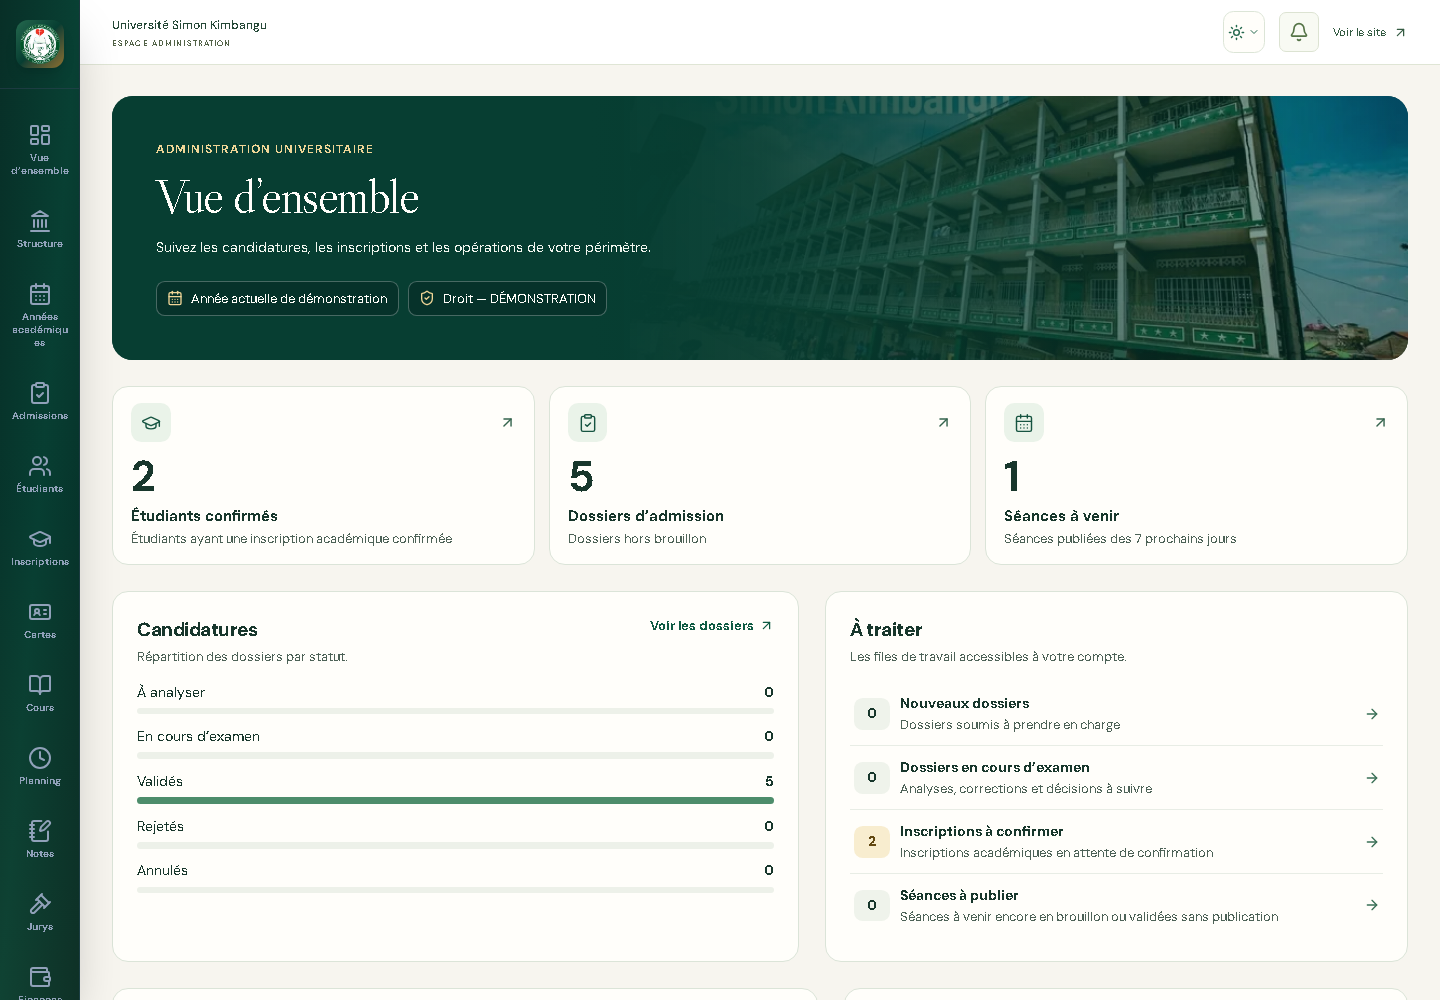 Université Simon Kimbangu
ESPACE ADMINISTRATION
Voir le site
Vue
d’ensemble
Structure
Années
académiqu
es
Admissions
Étudiants
Inscriptions
Cartes
Cours
Planning
Notes
Jurys
Finances
Simon Kimbangu
ADMINISTRATION UNIVERSITAIRE
Vue d’ensemble
Suivez les candidatures, les inscriptions et les opérations de votre périmètre.
Année actuelle de démonstration
Droit — DÉMONSTRATION
2
Étudiants confirmés
Étudiants ayant une inscription académique confirmée
5
Dossiers d’admission
Dossiers hors brouillon
1
Séances à venir
Séances publiées des 7 prochains jours
Candidatures
Voir les dossiers
Répartition des dossiers par statut.
À analyser 0
En cours d’examen 0
Validés 5
Rejetés 0
Annulés 0
À traiter
Les files de travail accessibles à votre compte.
0
Nouveaux dossiers
Dossiers soumis à prendre en charge
0
Dossiers en cours d’examen
Analyses, corrections et décisions à suivre
2
Inscriptions à confirmer
Inscriptions académiques en attente de confirmation
0
Séances à publier
Séances à venir encore en brouillon ou validées sans publication